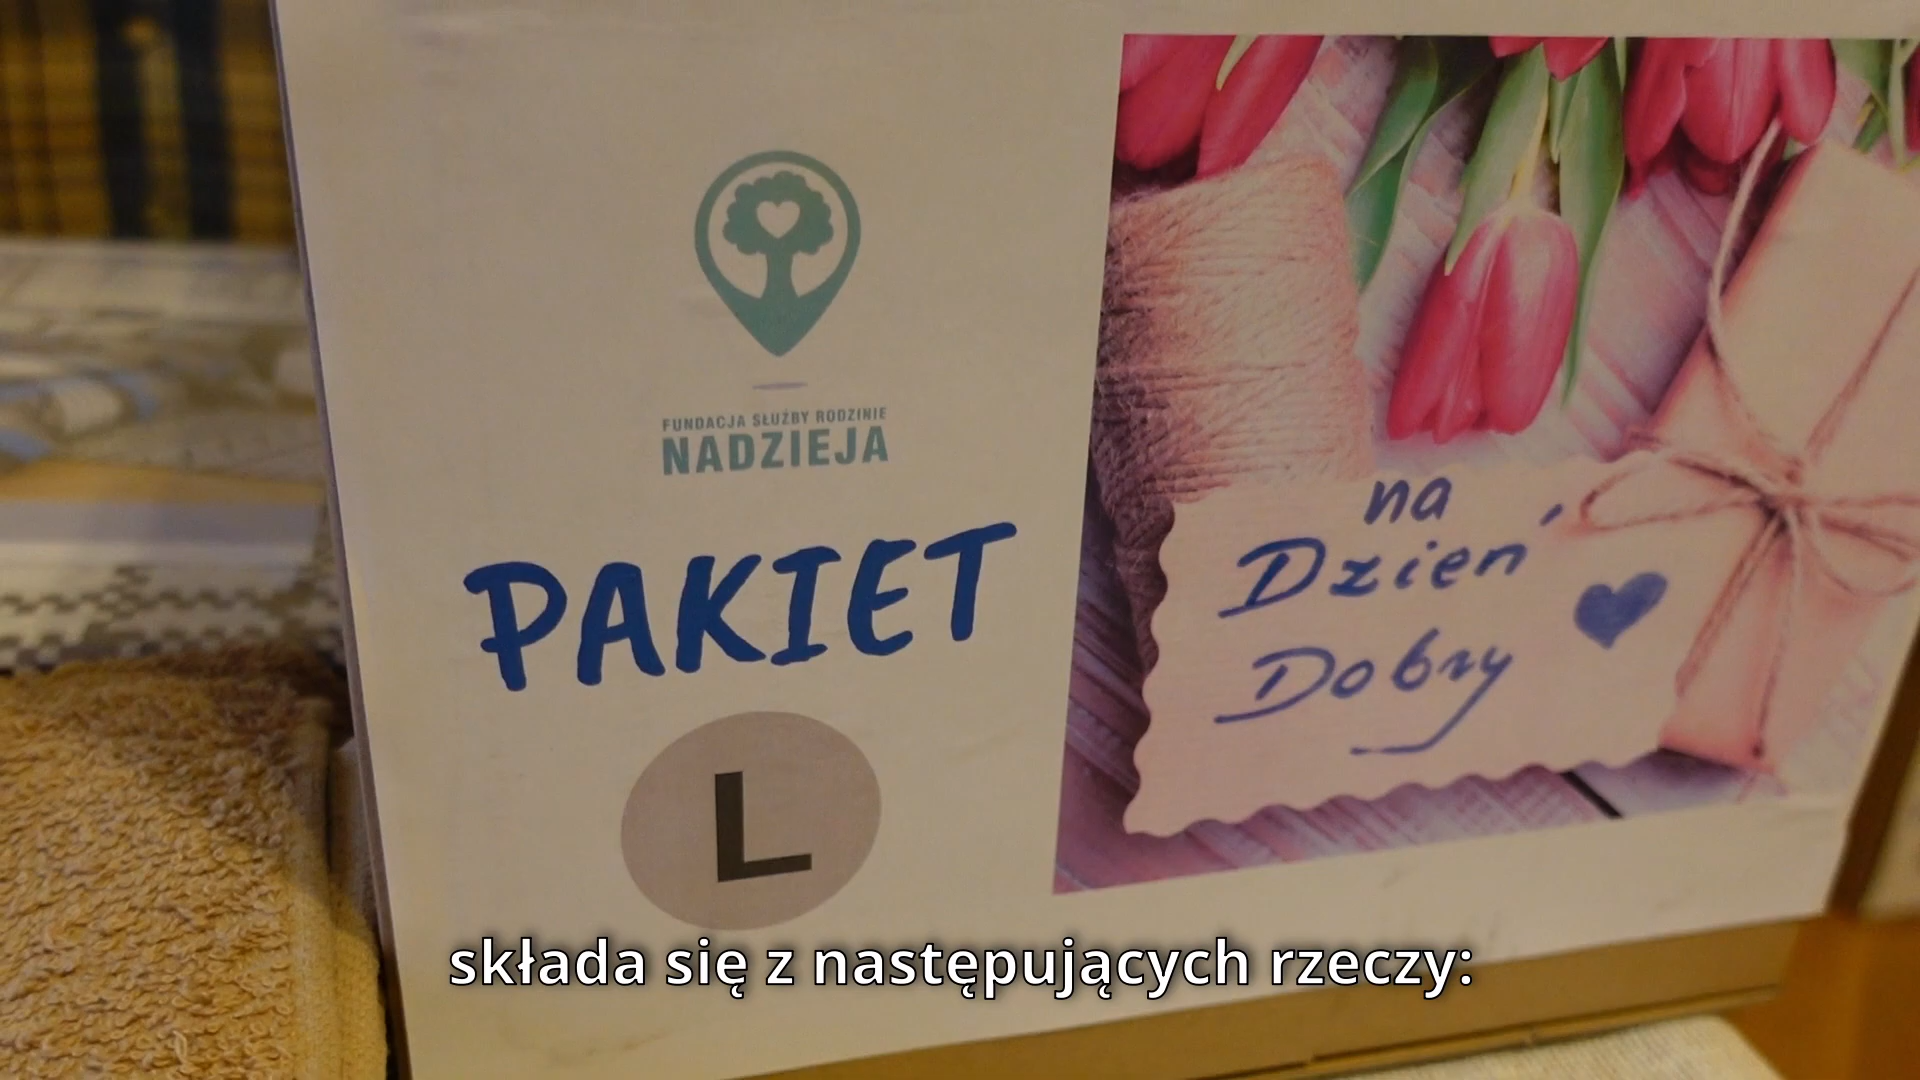 FUNDACJA SŁUŻBY RODZINIE
NADZIEJA
PAKIET
L
na
Dzień
Dobry
składa się z następujących rzeczy: